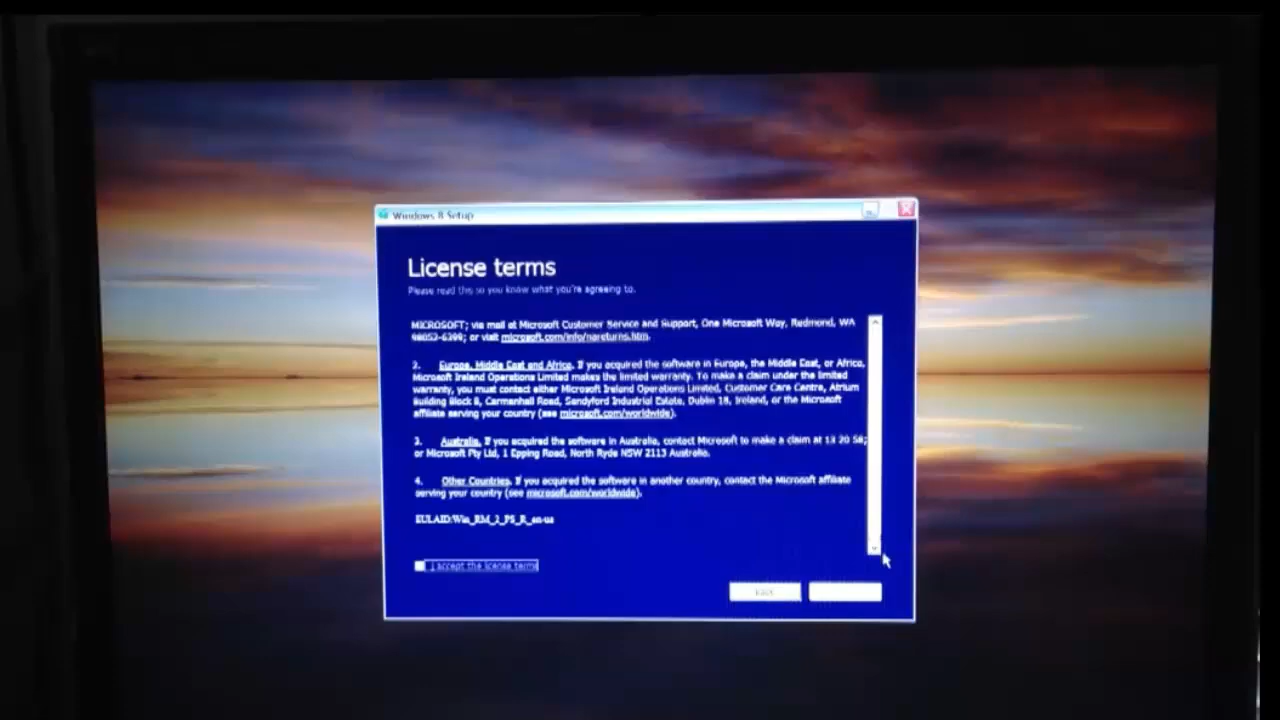 Windows 8 Setup
License terms
Please read this so you know what you're agreeing to.
MICROSOFT; via mail at Microsoft Customer Service and Support, One Microsoft Way, Redmond, WA
98052-6399; or visit microsoft.com/info/nareturns.htm.
2. Europe, Middle East and Africa. If you acquired the software in Europe, the Middle East, or Africa,
Microsoft Ireland Operations Limited makes the limited warranty. To make a claim under the limited
warranty, you must contact either Microsoft Ireland Operations Limited, Customer Care Centre, Atrium
Building Block B, Carmanhall Road, Sandyford Industrial Estate, Dublin 18, Ireland, or the Microsoft
affiliate serving your country (see microsoft.com/worldwide).
3. Australia. If you acquired the software in Australia, contact Microsoft to make a claim at 13 20 58;
or Microsoft Pty Ltd, 1 Epping Road, North Ryde NSW 2113 Australia.
4. Other Countries. If you acquired the software in another country, contact the Microsoft affiliate
serving your country (see microsoft.com/worldwide).
EULAID:Win_RM_2_PS_R_en-us
I accept the license terms
Back